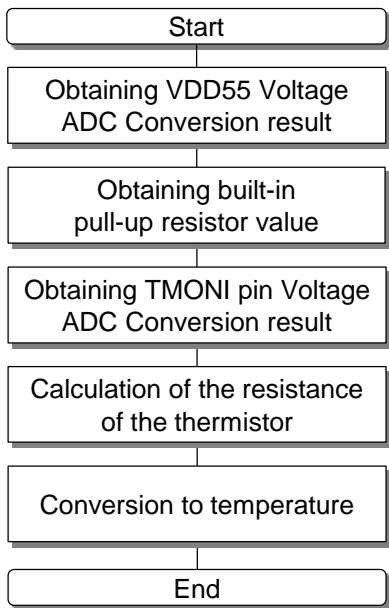 Start
Obtaining VDD55 Voltage
ADC Conversion result
Obtaining built-in
pull-up resistor value
Obtaining TMONI pin Voltage
ADC Conversion result
Calculation of the resistance
of the thermistor
Conversion to temperature
End